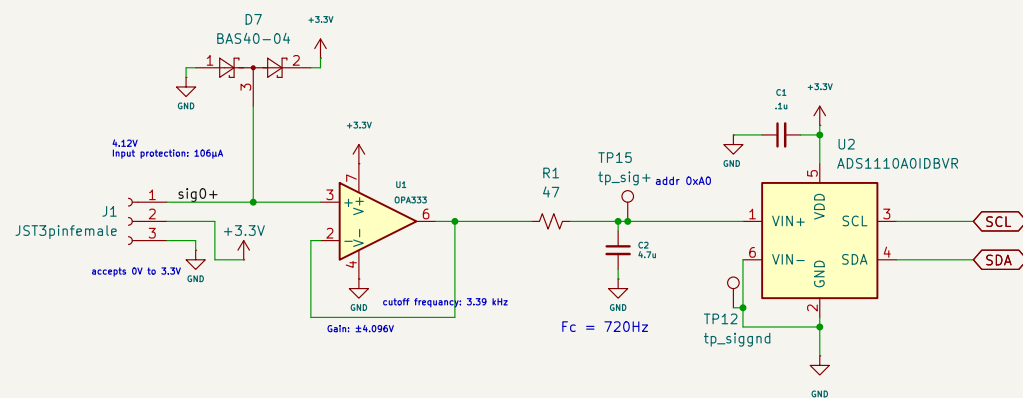 D7
BAS40-04
+3.3V
1
2
3
GND
4.12V
Input protection: 106µA
+3.3V
sig0+
J1
JST3pinfemale
1
2
3
+3.3V
GND
accepts 0V to 3.3V
U1
OPA333
7
3
2
6
4
+
-
V+
V-
GND
cutoff frequancy: 3.39 kHz
Gain: ±4.096V
R1
47
TP15
tp_sig+
addr 0xA0
C2
4.7u
GND
Fc = 720Hz
C1
.1u
+3.3V
GND
U2
ADS1110A0IDBVR
5
VDD
1
VIN+
SCL
3
SCL
6
VIN-
SDA
4
SDA
GND
2
TP12
tp_siggnd
GND